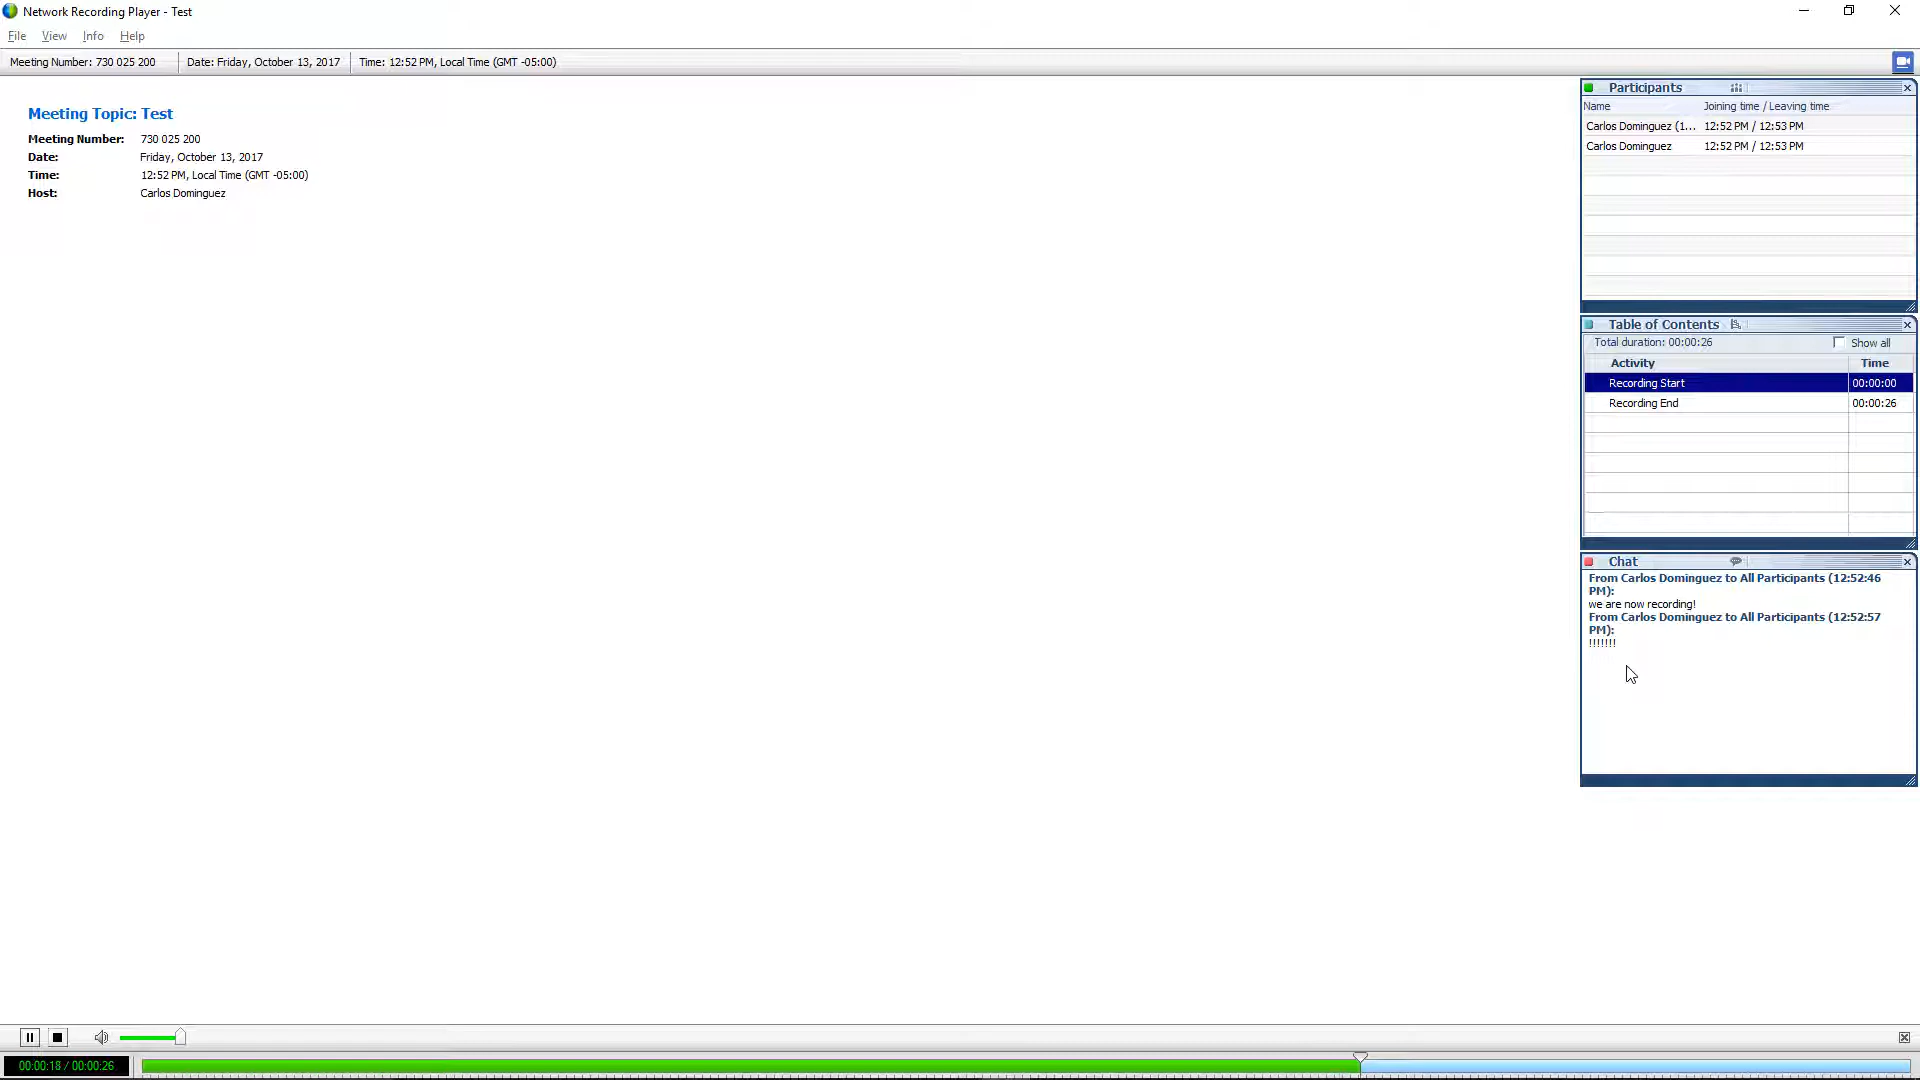 Network Recording Player - Test
File View Info Help
Meeting Number: 730 025 200 Date: Friday, October 13, 2017 Time: 12:52 PM, Local Time (GMT -05:00)
Meeting Topic: Test
Meeting Number: 730 025 200
Date: Friday, October 13, 2017
Time: 12:52 PM, Local Time (GMT -05:00)
Host: Carlos Dominguez
Participants
Name Joining time / Leaving time
Carlos Dominguez (1... 12:52 PM / 12:53 PM
Carlos Dominguez 12:52 PM / 12:53 PM
Table of Contents
Total duration: 00:00:26 Show all
Activity Time
Recording Start 00:00:00
Recording End 00:00:26
Chat
From Carlos Dominguez to All Participants (12:52:46
PM):
we are now recording!
From Carlos Dominguez to All Participants (12:52:57
PM):
!!!!!!!
00:00:18 / 00:00:26